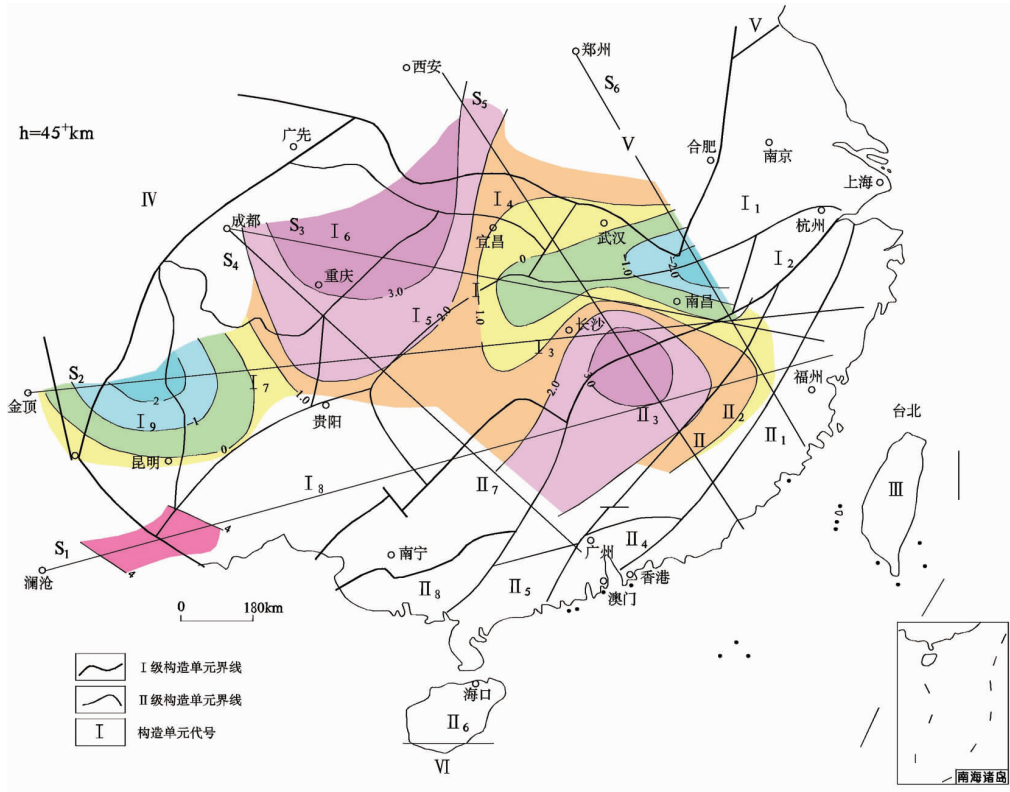 V
郑州
西安
S₆
S₅
h=45⁺km
广先
V
合肥
南京
上海
Ⅳ
Ⅰ₄
Ⅰ₁
杭州
成都
S₃
Ⅰ₆
宜昌
武汉
0
-1.0
-2.0
Ⅰ₂
S₄
重庆
3.0
Ⅰ
南昌
Ⅰ₅
2.0
1.0
长沙
Ⅰ₃
S₂
Ⅰ₇
3.0
2.0
金顶
2
Ⅰ₉
-1
1.0
贵阳
福州
台北
Ⅱ₃
Ⅱ₂
Ⅱ
Ⅱ₁
昆明
0
Ⅰ₈
Ⅱ₇
Ⅲ
4
S₁
南宁
广州
Ⅱ₄
澜沧
4
Ⅱ₈
Ⅱ₅
香港
澳门
0 180km
Ⅰ级构造单元界线
海口
Ⅱ级构造单元界线
Ⅱ₆
Ⅰ 构造单元代号
Ⅵ
南海诸岛